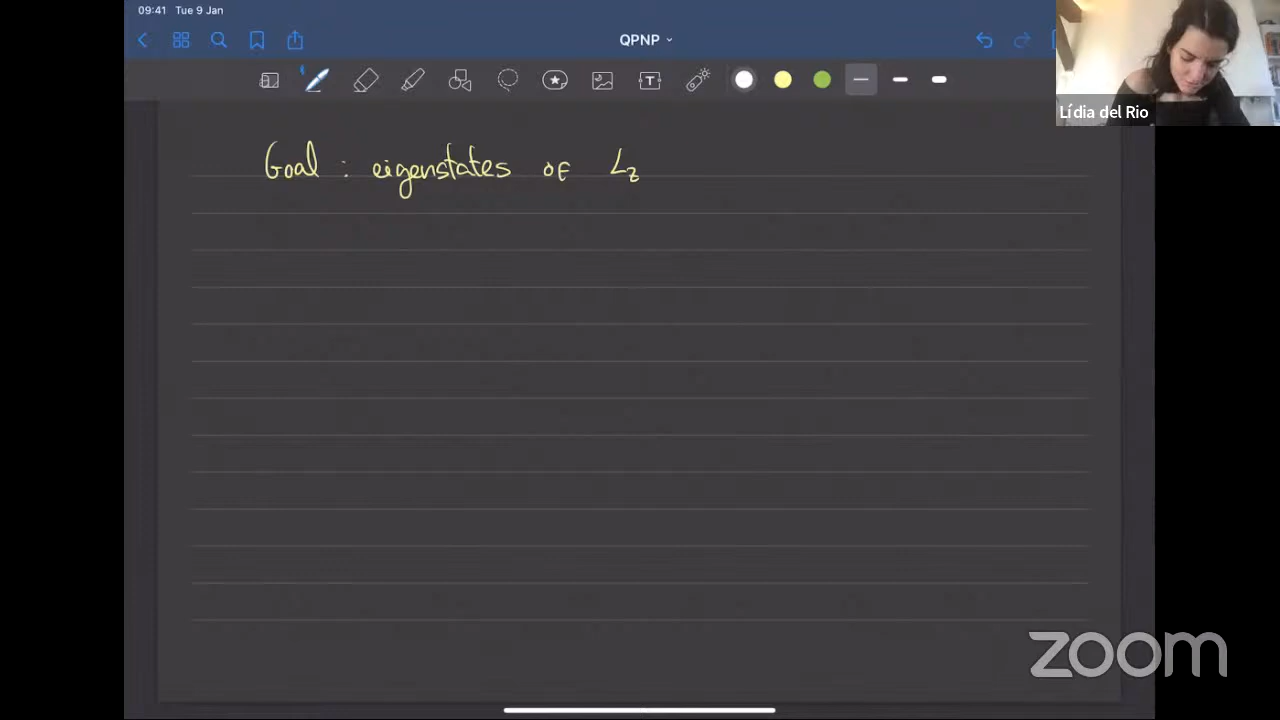 09:41 Tue 9 Jan
QPNP
Lídia del Rio
Goal : eigenstates of Lz
zoom